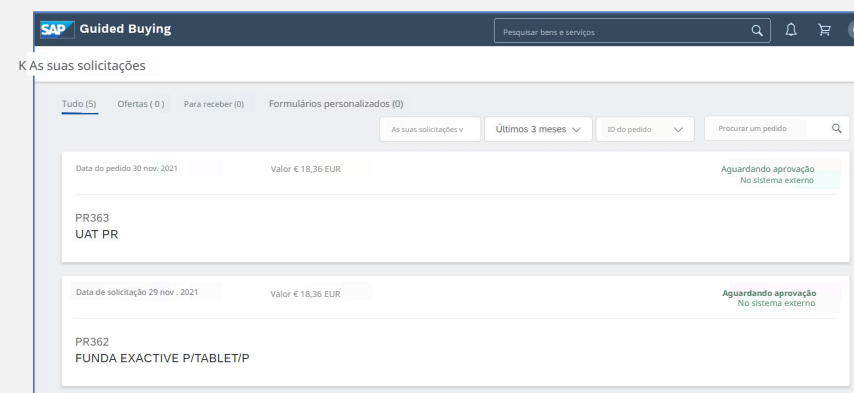 SAP Guided Buying
Pesquisar bens e serviços
K As suas solicitações
Tudo (5) Ofertas ( 0 ) Para receber (0) Formulários personalizados (0)
As suas solicitações v Últimos 3 meses ID do pedido Procurar um pedido
Data do pedido 30 nov. 2021 Valor € 18,36 EUR Aguardando aprovação
No sistema externo
PR363
UAT PR
Data de solicitação 29 nov . 2021 Valor € 18,36 EUR Aguardando aprovação
No sistema externo
PR362
FUNDA EXACTIVE P/TABLET/P